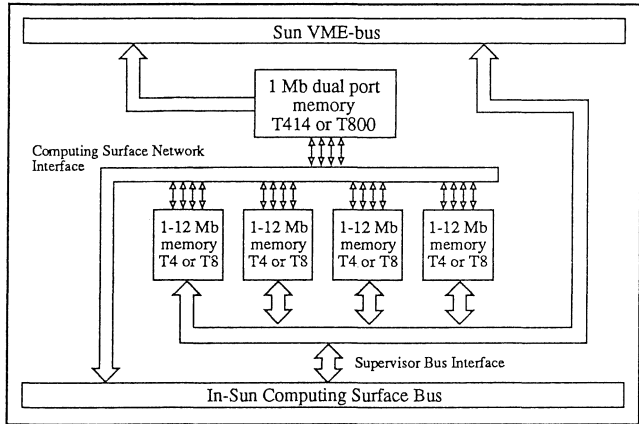 Sun VME-bus
1 Mb dual port
memory
T414 or T800
Computing Surface Network
Interface
1-12 Mb
memory
T4 or T8
1-12 Mb
memory
T4 or T8
1-12 Mb
memory
T4 or T8
1-12 Mb
memory
T4 or T8
Supervisor Bus Interface
In-Sun Computing Surface Bus